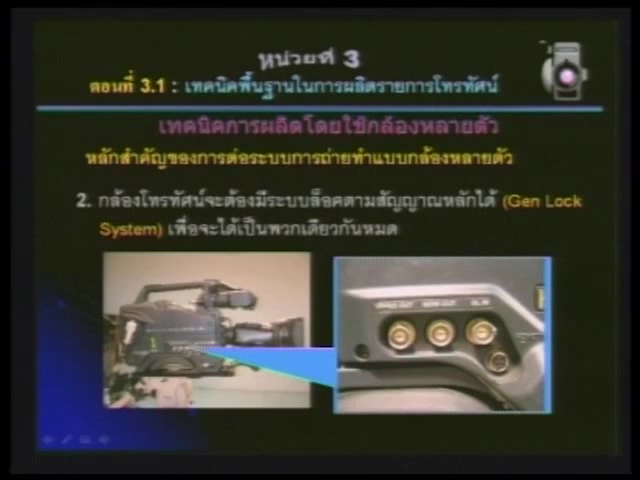 หน่วยที่ 3
ตอนที่ 3.1 : เทคนิคพื้นฐานในการผลิตรายการโทรทัศน์
เทคนิคการผลิตโดยใช้กล้องหลายตัว
หลักสำคัญของการต่อระบบการถ่ายทำแบบกล้องหลายตัว
2. กล้องโทรทัศน์จะต้องมีระบบล็อคตามสัญญาณหลักได้ (Gen Lock
System) เพื่อจะได้เป็นพวกเดียวกันหมด
VIDEO OUT MONI OUT GL IN